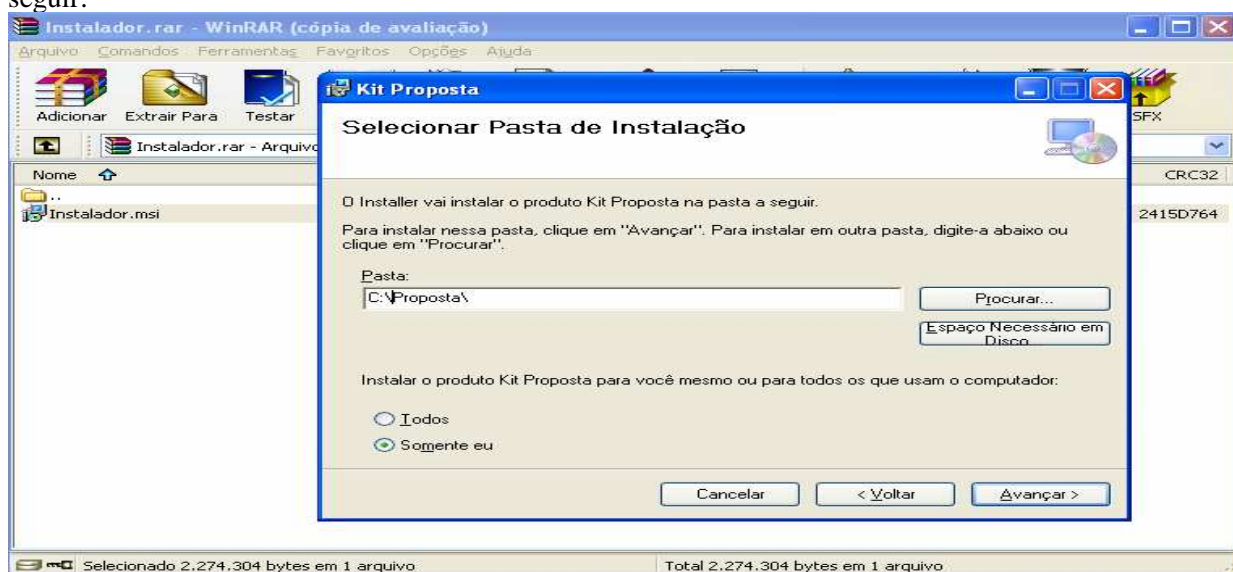 seguir:
Instalador.rar - WinRAR (cópia de avaliação)
Arquivo Comandos Ferramentas Favoritos Opções Ajuda
Adicionar Extrair Para Testar
SFX
Instalador.rar - Arquivo
Nome
CRC32
..
Instalador.msi
2415D764
Kit Proposta
Selecionar Pasta de Instalação
O Installer vai instalar o produto Kit Proposta na pasta a seguir.
Para instalar nessa pasta, clique em "Avançar". Para instalar em outra pasta, digite-a abaixo ou
clique em "Procurar".
Pasta:
C:\Proposta\
Procurar...
Espaço Necessário em
Disco
Instalar o produto Kit Proposta para você mesmo ou para todos os que usam o computador:
Todos
Somente eu
Cancelar
< Voltar
Avançar >
Selecionado 2.274.304 bytes em 1 arquivo
Total 2.274.304 bytes em 1 arquivo